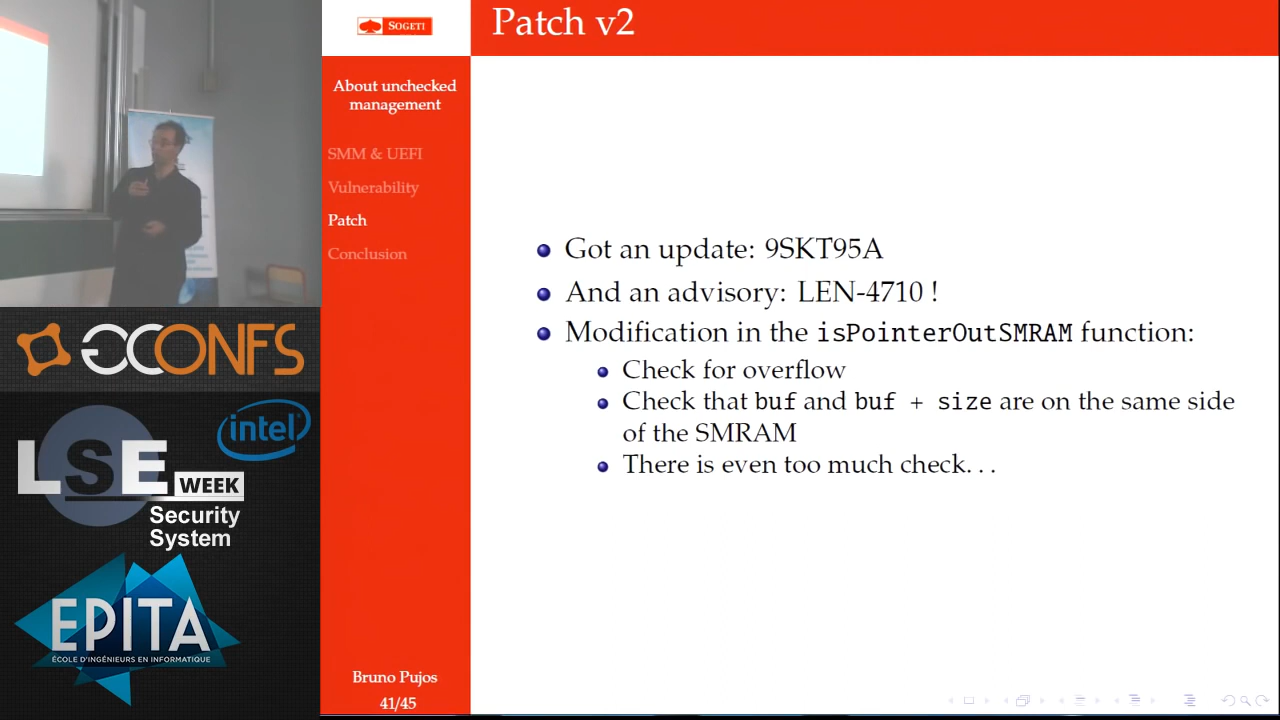 SOGETI
Patch v2
About unchecked
management
SMM & UEFI
Vulnerability
Patch
Conclusion
Got an update: 9SKT95A
And an advisory: LEN-4710 !
Modification in the isPointerOutSMRAM function:
Check for overflow
Check that buf and buf + size are on the same side
of the SMRAM
There is even too much check. . .
Bruno Pujos
41/45
GCONFS
LSE
WEEK
Security
System
intel
EPITA
ÉCOLE D'INGÉNIEURS EN INFORMATIQUE